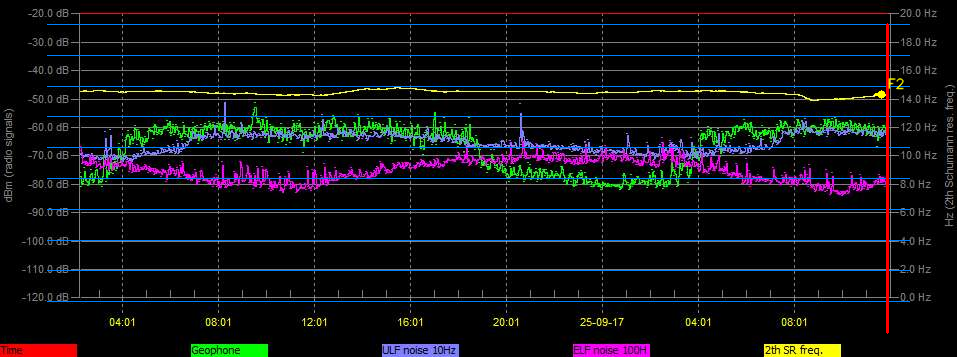 -20.0 dB 20.0 Hz
-30.0 dB 18.0 Hz
-40.0 dB 16.0 Hz
F2
-50.0 dB 14.0 Hz
-60.0 dB 12.0 Hz
-70.0 dB 10.0 Hz
-80.0 dB 8.0 Hz
-90.0 dB 6.0 Hz
-100.0 dB 4.0 Hz
-110.0 dB 2.0 Hz
-120.0 dB 0.0 Hz
dBm (radio signals)
Hz (2th Schumann res. freq.)
04:01 08:01 12:01 16:01 20:01 25-09-17 04:01 08:01
Time Geophone ULF noise 10Hz ELF noise 100H 2th SR freq.